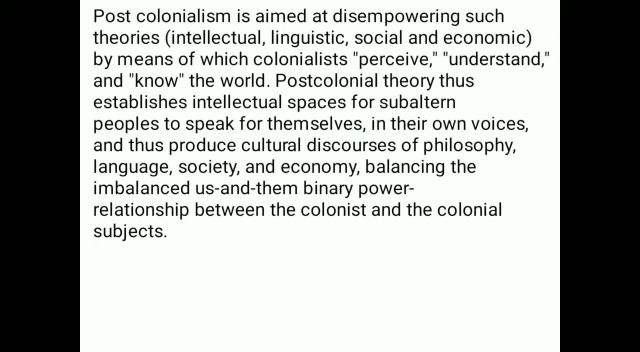 Post colonialism is aimed at disempowering such
theories (intellectual, linguistic, social and economic)
by means of which colonialists "perceive," "understand,"
and "know" the world. Postcolonial theory thus
establishes intellectual spaces for subaltern
peoples to speak for themselves, in their own voices,
and thus produce cultural discourses of philosophy,
language, society, and economy, balancing the
imbalanced us-and-them binary power-
relationship between the colonist and the colonial
subjects.